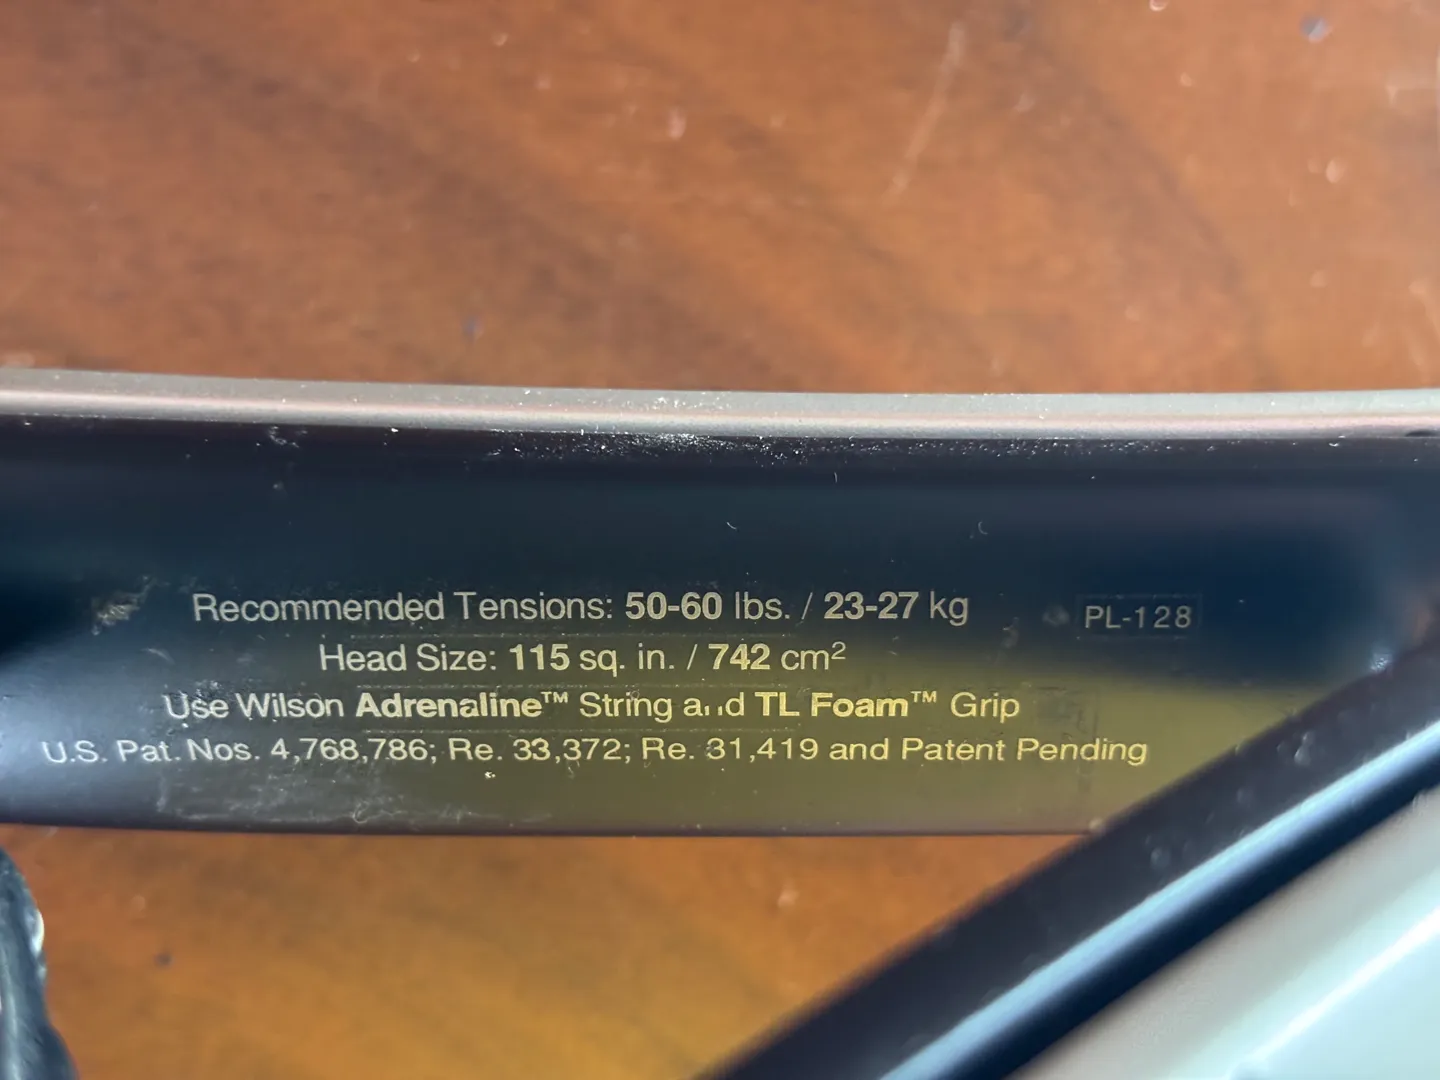 Recommended Tensions: 50-60 lbs. / 23-27 kg
PL-128
Head Size: 115 sq. in. / 742 cm²
Use Wilson Adrenaline™ String and TL Foam™ Grip
U.S. Pat. Nos. 4,768,786; Re. 33,372; Re. 31,419 and Patent Pending